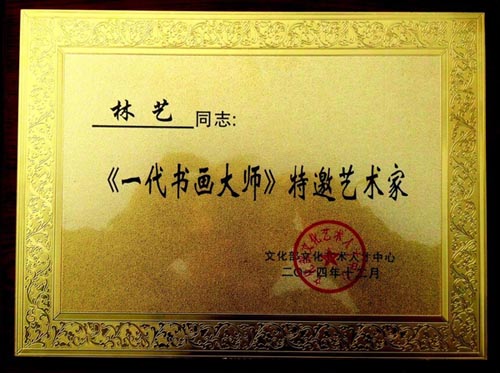 林艺同志:
《一代书画大师》特邀艺术家
文化部文化艺术人才中心
二〇一四年十二月